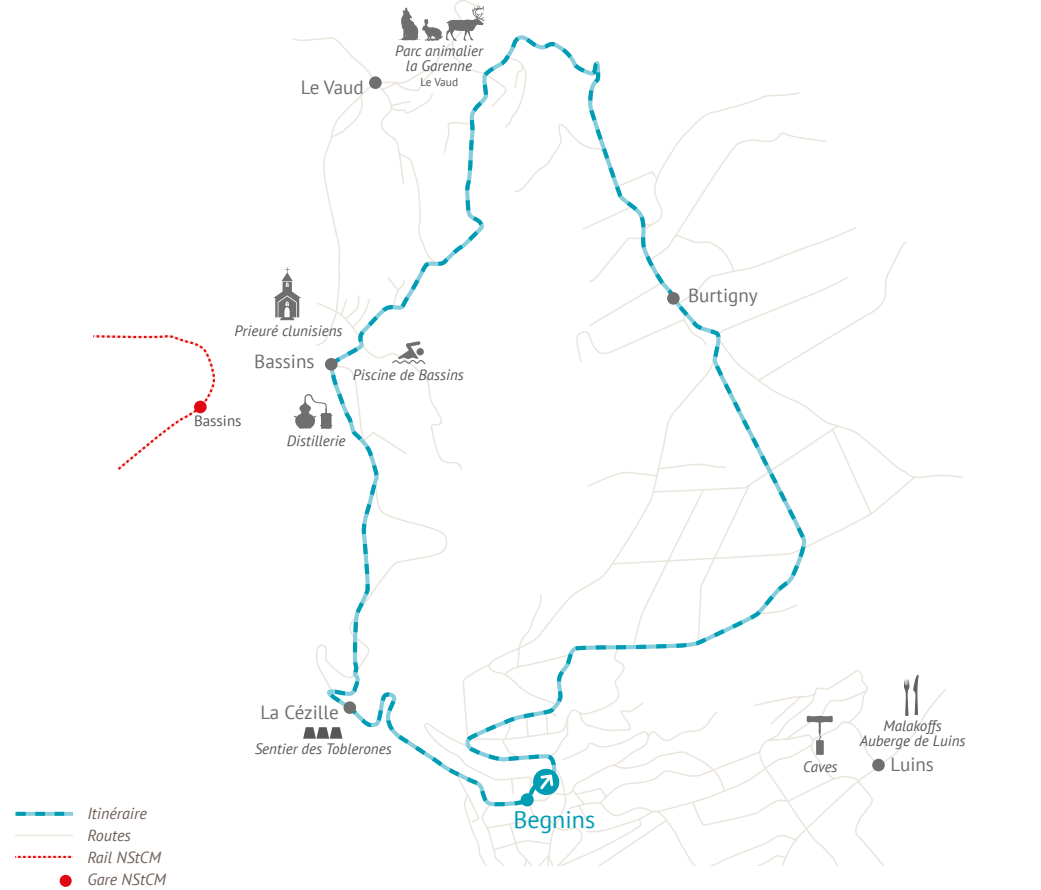 Parc animalier
la Garenne
Le Vaud
Le Vaud
Burtigny
Prieuré clunisiens
Bassins
Piscine de Bassins
Bassins
Distillerie
La Cézille
Sentier des Toblerones
Malakoffs
Auberge de Luins
Caves
Luins
Begnins
Itinéraire
Routes
Rail NStCM
Gare NStCM